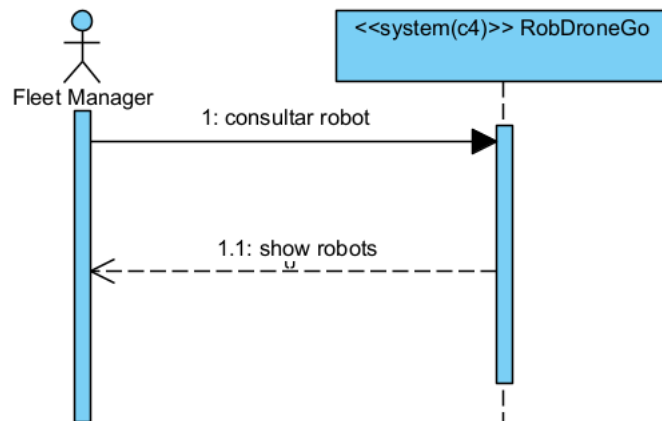 <<system(c4)>> RobDroneGo
Fleet Manager
1: consultar robot
1.1: show robots